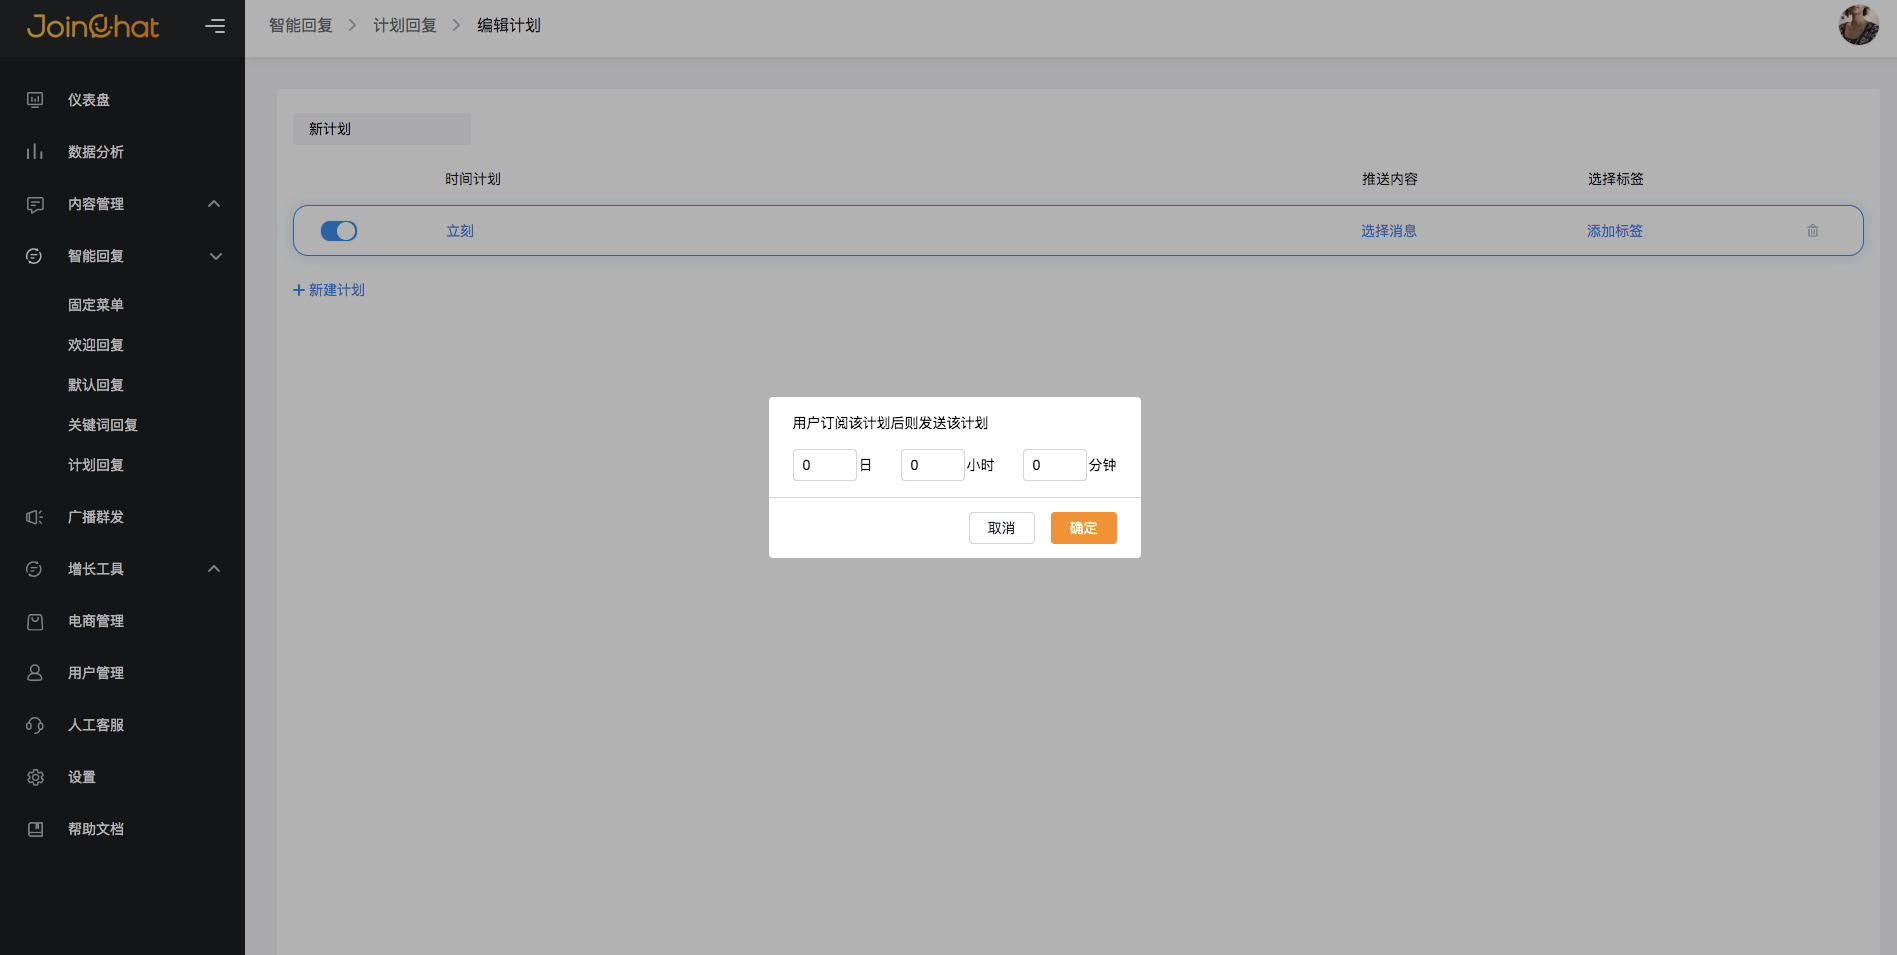 JoinChat
智能回复 > 计划回复 > 编辑计划
仪表盘
数据分析
内容管理
智能回复
固定菜单
欢迎回复
默认回复
关键词回复
计划回复
广播群发
增长工具
电商管理
用户管理
人工客服
设置
帮助文档
新计划
时间计划 推送内容 选择标签
立刻 选择消息 添加标签
+ 新建计划
用户订阅该计划后则发送该计划
0 日 0 小时 0 分钟
取消 确定